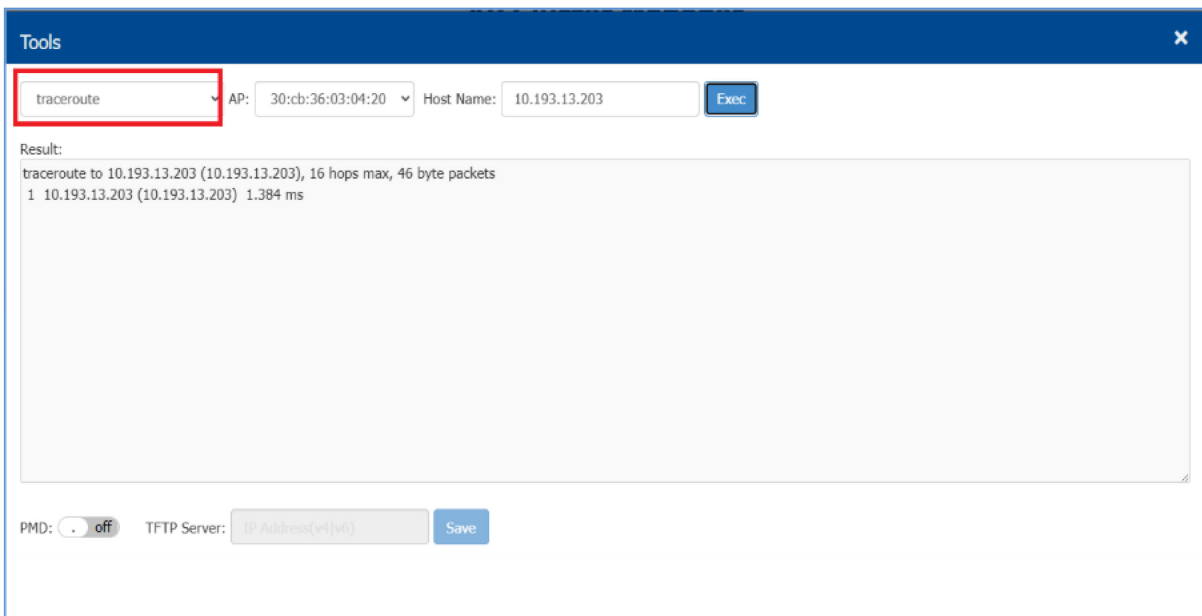 Tools
traceroute AP: 30:cb:36:03:04:20 Host Name: 10.193.13.203 Exec
Result:
traceroute to 10.193.13.203 (10.193.13.203), 16 hops max, 46 byte packets
1 10.193.13.203 (10.193.13.203) 1.384 ms
PMD: . off TFTP Server: IP Address(v4|v6) Save